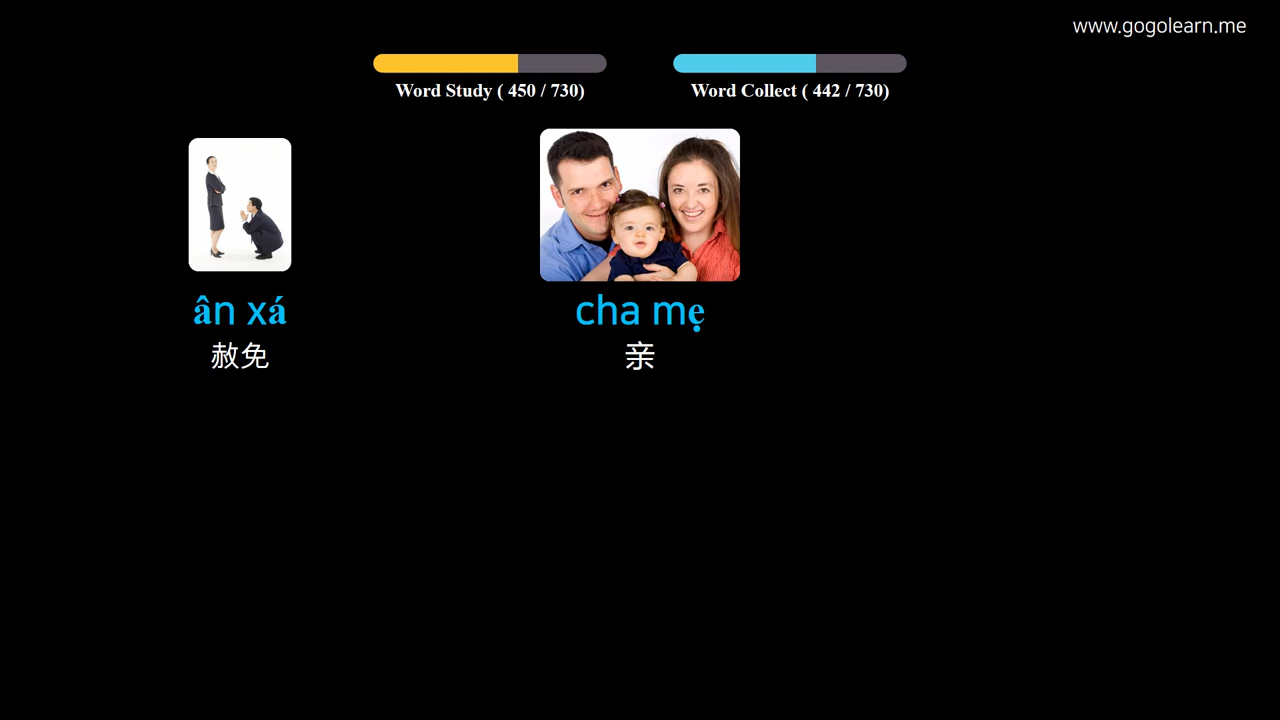 www.gogolearn.me
Word Study ( 450 / 730)
Word Collect ( 442 / 730)
ân xá
cha mẹ
赦免
亲